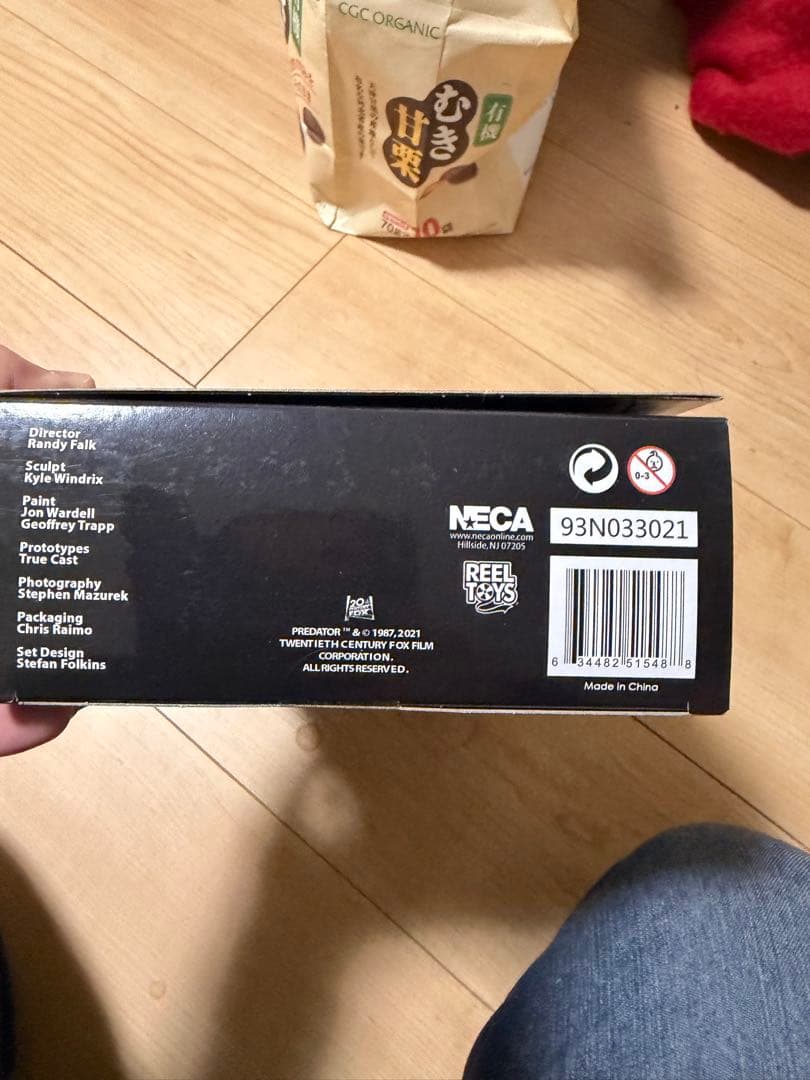 CGC ORGANIC
有機
むき
甘栗
Director
Randy Falk
Sculpt
Kyle Windrix
Paint
Jon Wardell
Geoffrey Trapp
Prototypes
True Cast
Photography
Stephen Mazurek
Packaging
Chris Raimo
Set Design
Stefan Folkins
PREDATOR ™ & © 1987, 2021
TWENTIETH CENTURY FOX FILM
CORPORATION.
ALL RIGHTS RESERVED.
NECA
www.necaonline.com
Hillside, NJ 07205
REEL
TOYS
0-3
93N033021
6 34482 51548 8
Made in China